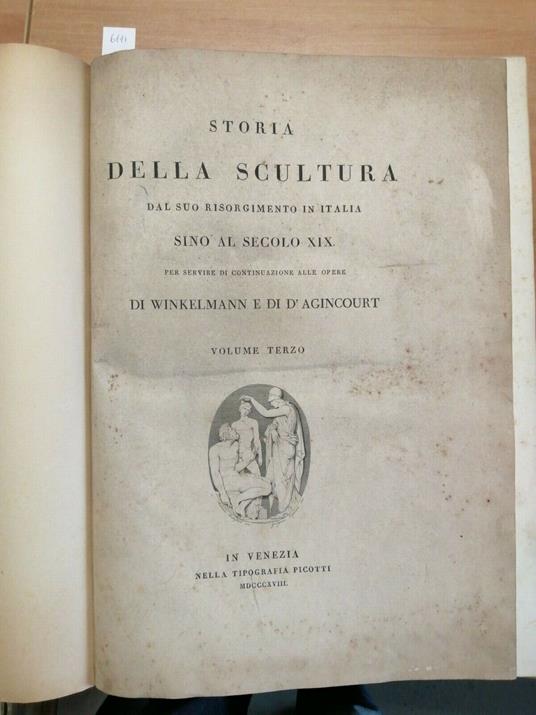 6111
STORIA
DELLA SCULTURA
DAL SUO RISORGIMENTO IN ITALIA
SINO AL SECOLO XIX.
PER SERVIRE DI CONTINUAZIONE ALLE OPERE
DI WINKELMANN E DI D'AGINCOURT
VOLUME TERZO
IN VENEZIA
NELLA TIPOGRAFIA PICOTTI
MDCCCXVIII.